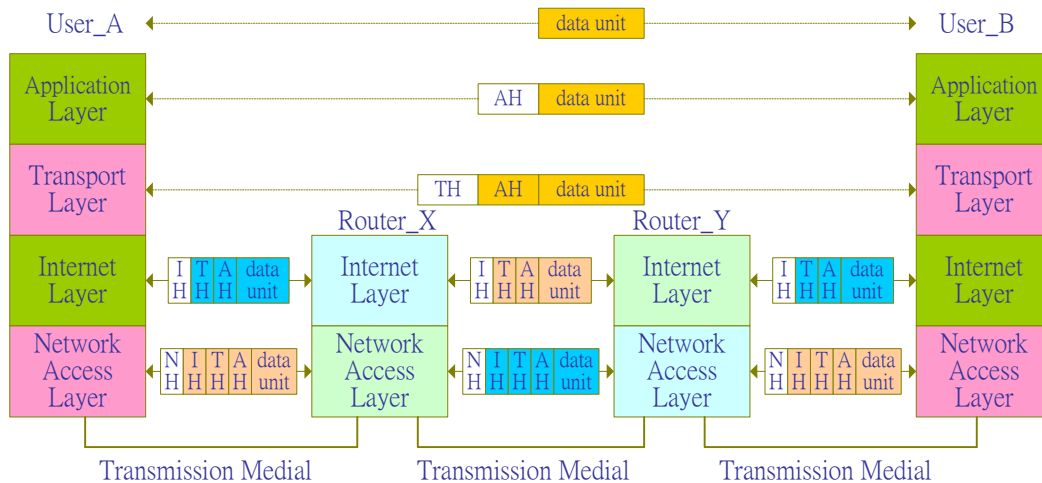 User_A
data unit
User_B
Application
Layer
AH
data unit
Application
Layer
Transport
Layer
TH
AH
data unit
Transport
Layer
Router_X
Router_Y
Internet
Layer
I T A data
H H H unit
Internet
Layer
I T A data
H H H unit
Internet
Layer
I T A data
H H H unit
Internet
Layer
Network
Access
Layer
N I T A data
H H H H unit
Network
Access
Layer
N I T A data
H H H H unit
Network
Access
Layer
N I T A data
H H H H unit
Network
Access
Layer
Transmission Medial
Transmission Medial
Transmission Medial